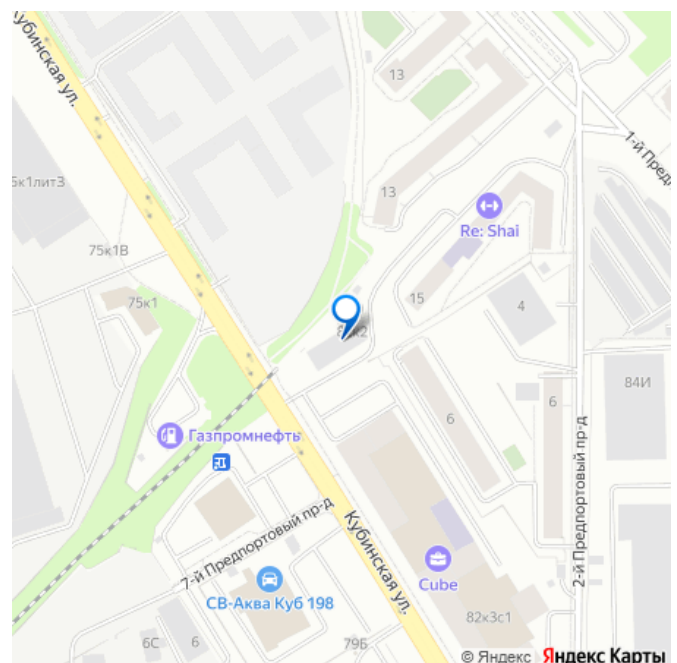 Кубинская ул.
13
1-й Пред
5к1литЗ
13
Re: Shai
75к1В
75к1
15
4
84И
6
6
Газпромнефть
2-й Предпортовый пр-д
7-й Предпортовый пр-д
Кубинская ул.
СВ-Аква Куб 198
Cube
82к3с1
6С
6
79Б
© Яндекс Яндекс Карты